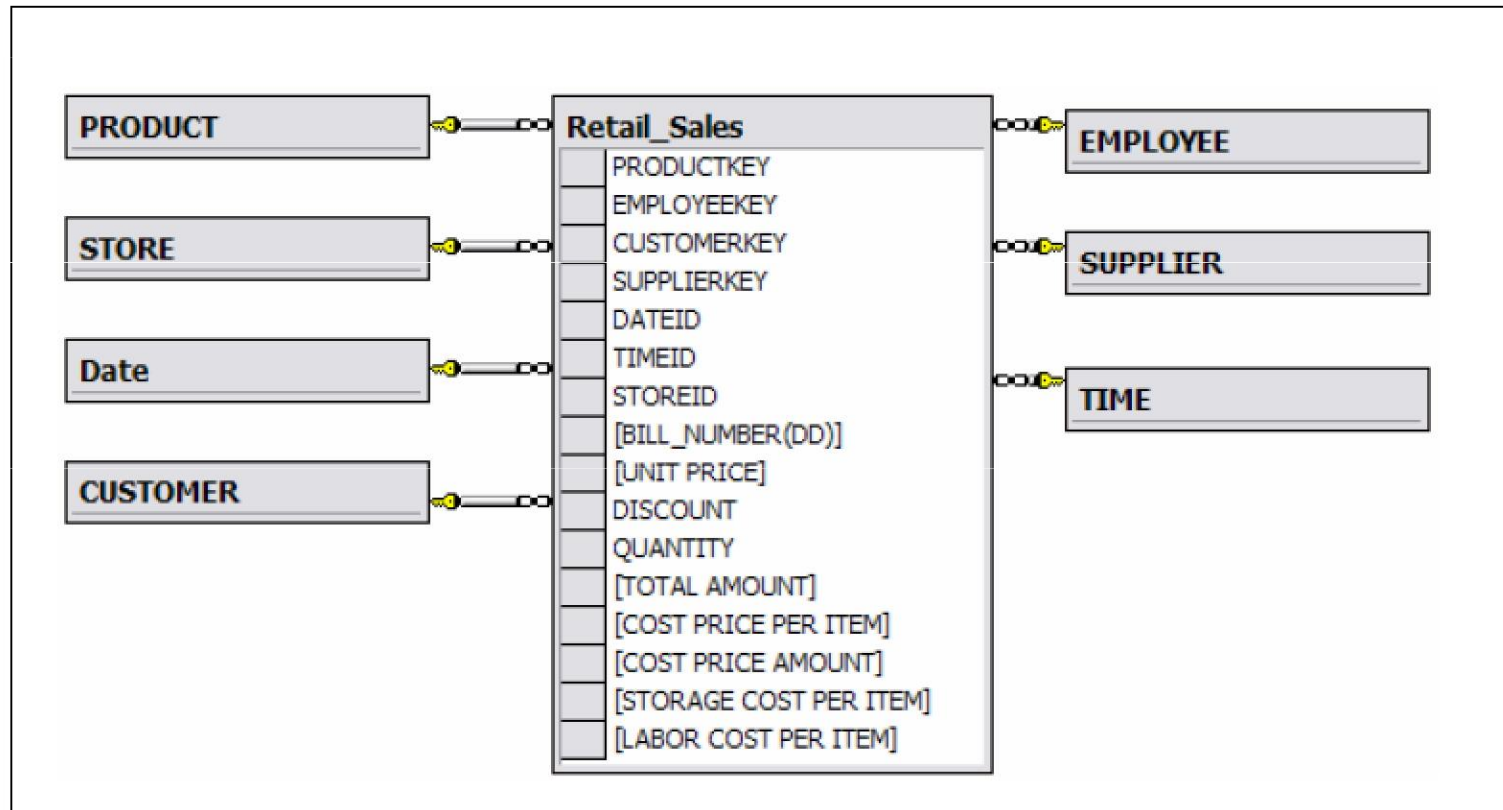 PRODUCT
STORE
Date
CUSTOMER
Retail_Sales
PRODUCTKEY
EMPLOYEEKEY
CUSTOMERKEY
SUPPLIERKEY
DATEID
TIMEID
STOREID
[BILL_NUMBER(DD)]
[UNIT PRICE]
DISCOUNT
QUANTITY
[TOTAL AMOUNT]
[COST PRICE PER ITEM]
[COST PRICE AMOUNT]
[STORAGE COST PER ITEM]
[LABOR COST PER ITEM]
EMPLOYEE
SUPPLIER
TIME